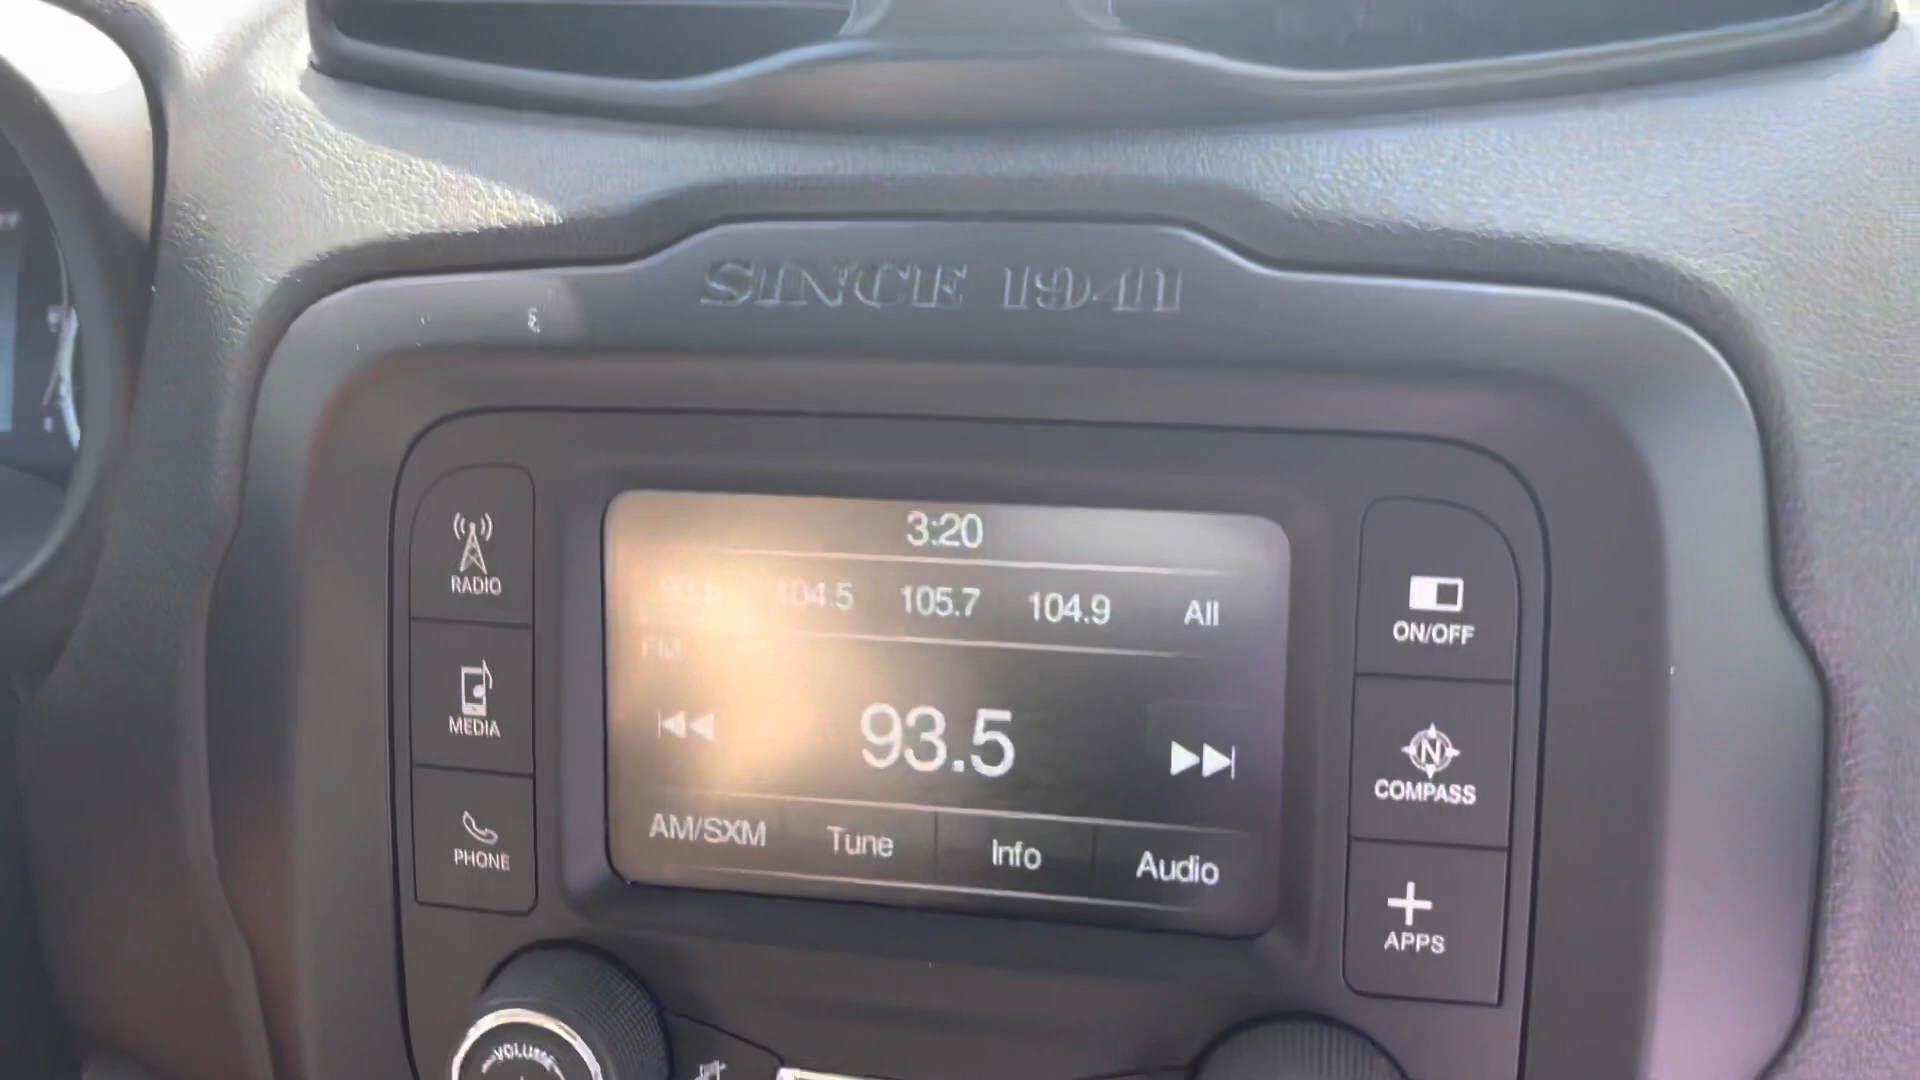 SINCE 1941
3:20
93.5 104.5 105.7 104.9 All
FM
93.5
AM/SXM Tune Info Audio
RADIO
MEDIA
PHONE
ON/OFF
N
COMPASS
APPS
VOLUME